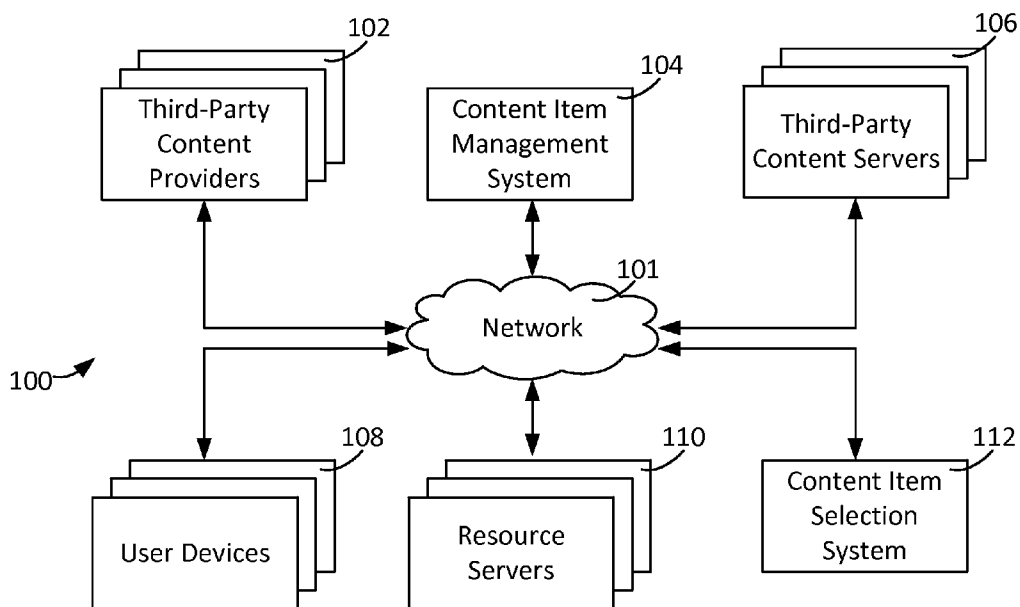 102
Third-Party
Content
Providers
104
Content Item
Management
System
106
Third-Party
Content Servers
101
Network
100
108
User Devices
110
Resource
Servers
112
Content Item
Selection
System